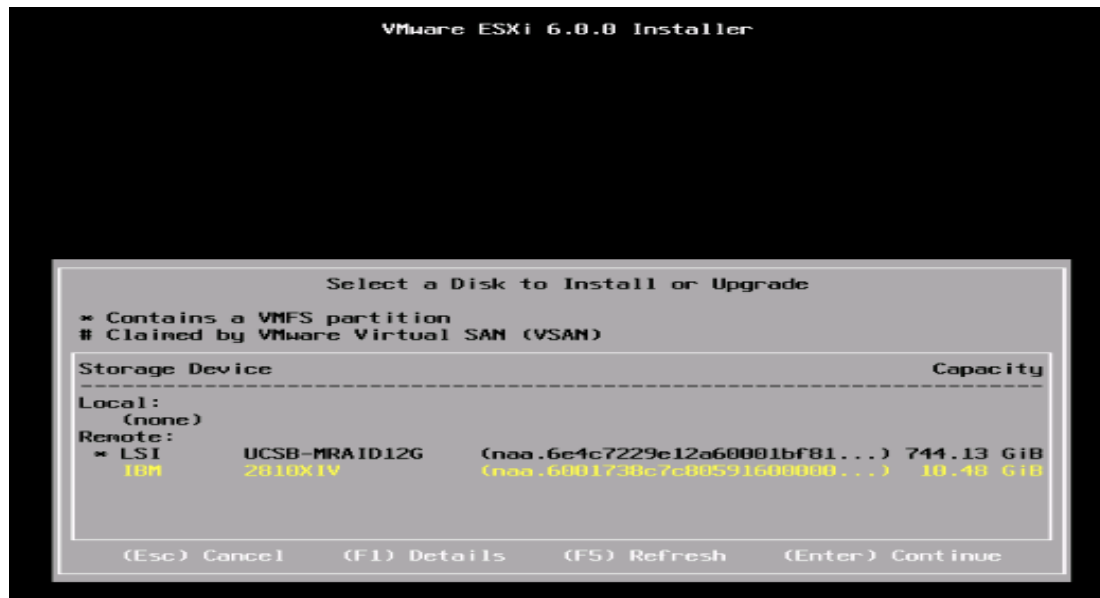 VMware ESXi 6.0.0 Installer
Select a Disk to Install or Upgrade
* Contains a VMFS partition
# Claimed by VMware Virtual SAN (VSAN)
Storage Device Capacity
Local:
(none)
Remote:
* LSI UCSB-MRAID12G (naa.6e4c7229e12a60001bf81...) 744.13 GiB
IBM 2810XIV (naa.6001738c7c80591600000...) 10.48 GiB
(Esc) Cancel (F1) Details (F5) Refresh (Enter) Continue